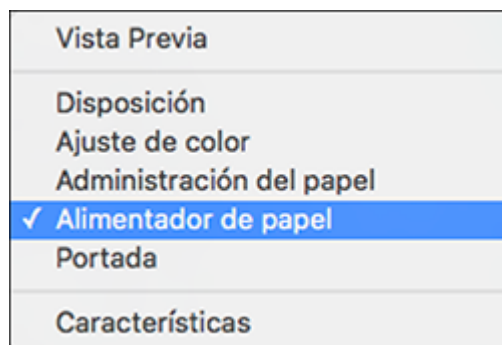 Vista Previa
Disposición
Ajuste de color
Administración del papel
✓ Alimentador de papel
Portada
Características